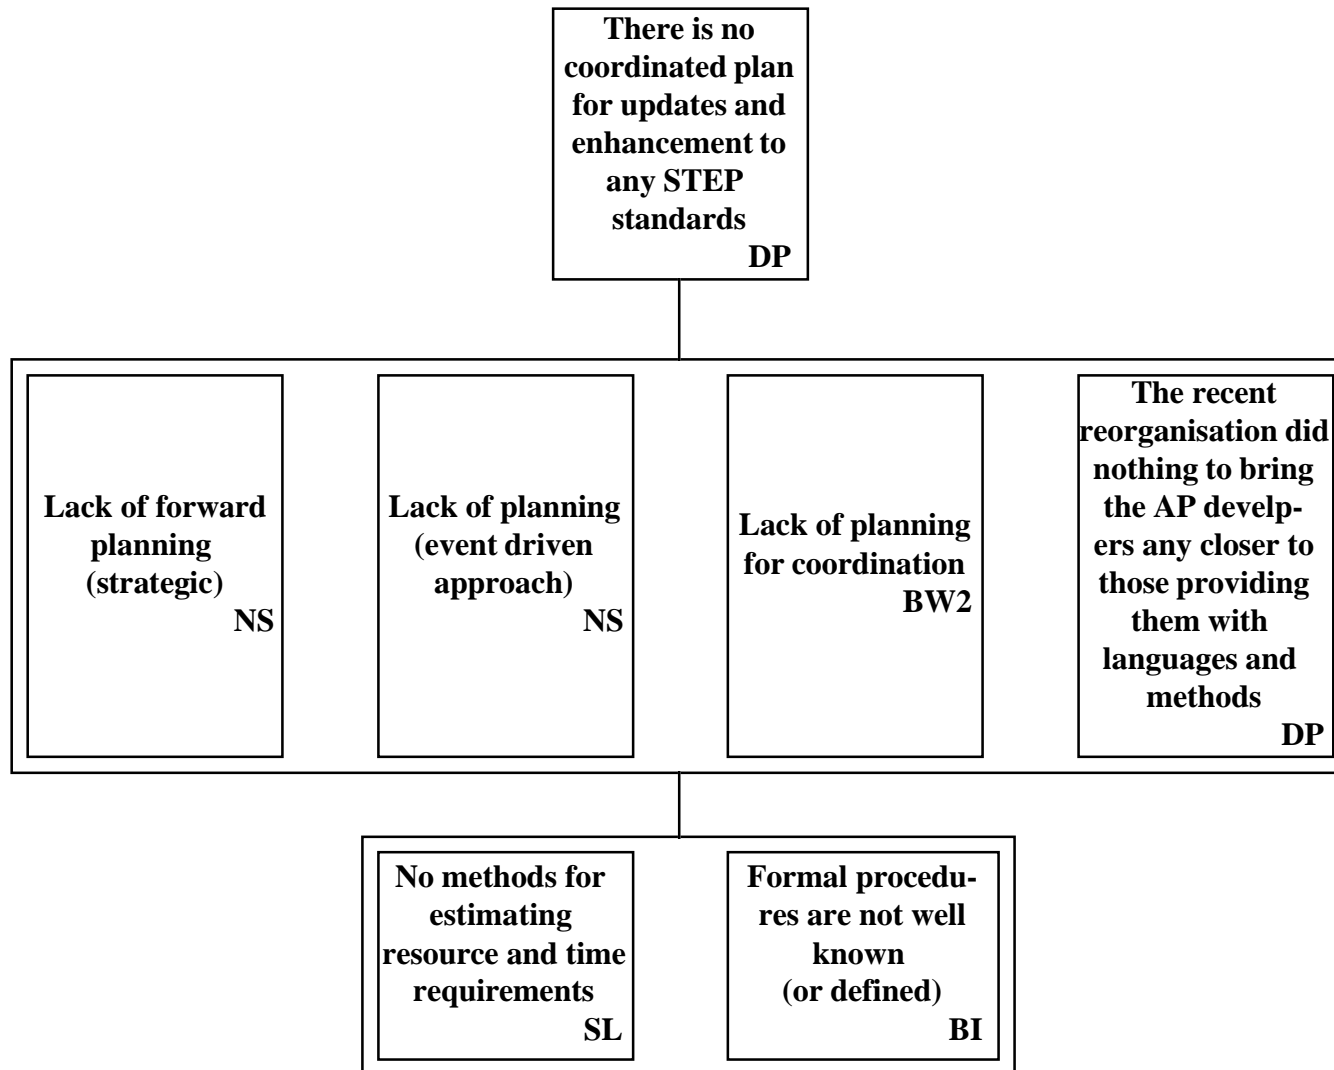 There is no
coordinated plan
for updates and
enhancement to
any STEP
standards
DP
Lack of forward
planning
(strategic)
NS
Lack of planning
(event driven
approach)
NS
Lack of planning
for coordination
BW2
The recent
reorganisation did
nothing to bring
the AP develp-
ers any closer to
those providing
them with
languages and
methods
DP
No methods for
estimating
resource and time
requirements
SL
Formal procedu-
res are not well
known
(or defined)
BI